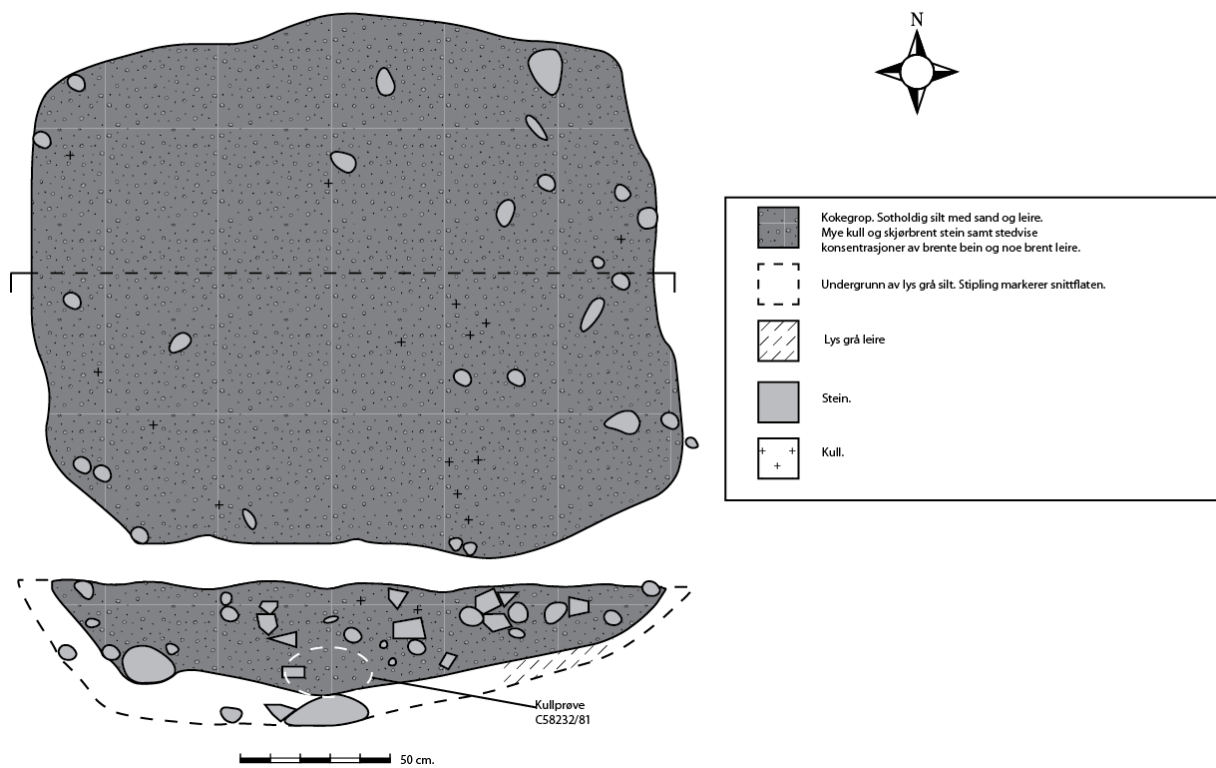 N
Kokegrop. Sotholdig silt med sand og leire.
Mye kull og skjørbrent stein samt stedvise
konsentrasjoner av brente bein og noe brent leire.
Undergrunn av lys grå silt. Stipling markerer snittflaten.
Lys grå leire
Stein.
Kull.
Kullprøve
C58232/81
50 cm.